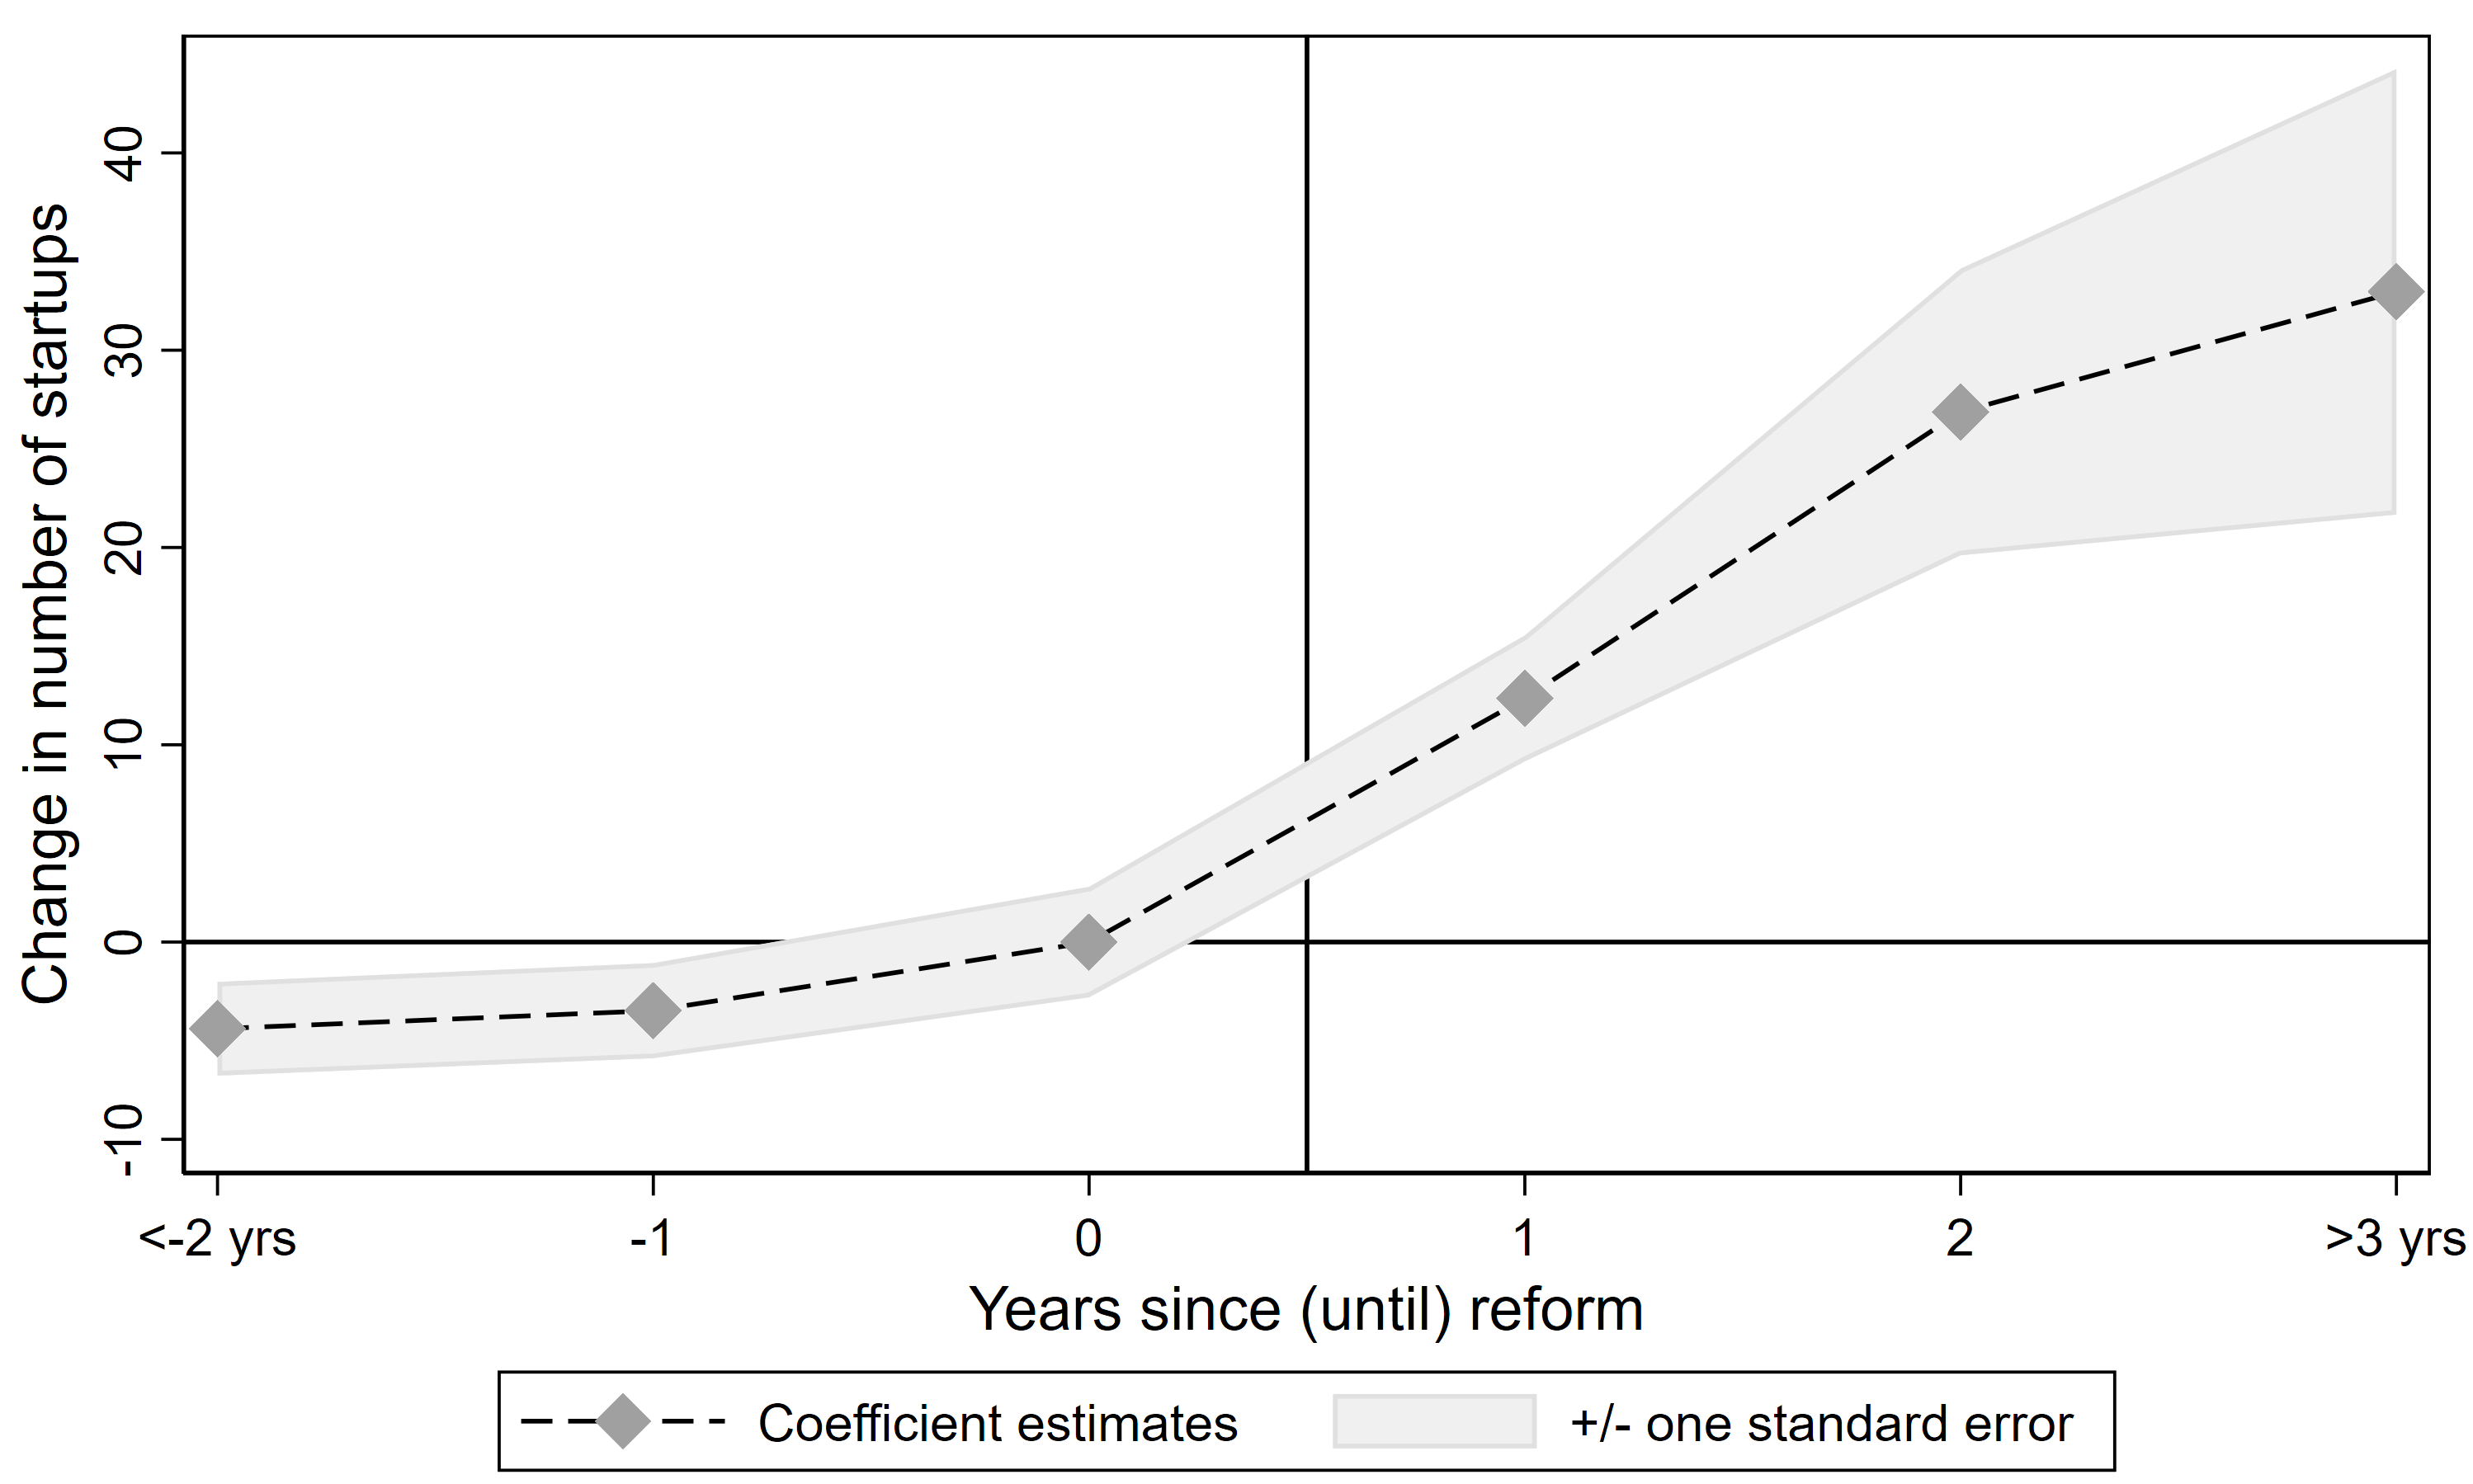 Change in number of startups
40
30
20
10
0
-10
<-2 yrs
-1
0
1
2
>3 yrs
Years since (until) reform
Coefficient estimates
+/- one standard error